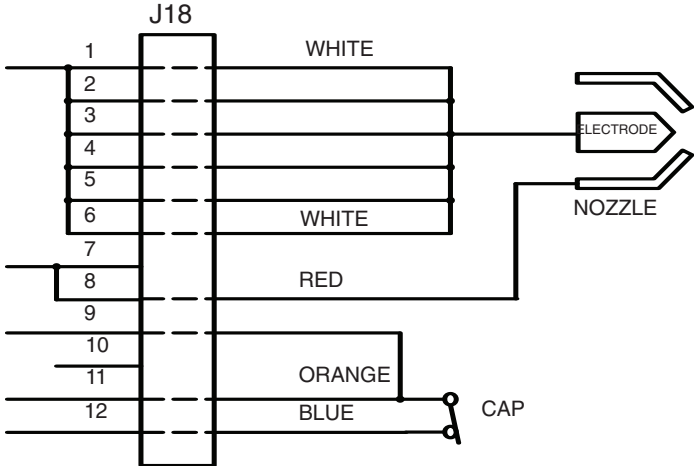 J18
1
WHITE
2
3
ELECTRODE
4
5
NOZZLE
6
WHITE
7
8
RED
9
10
11
ORANGE
12
BLUE
CAP